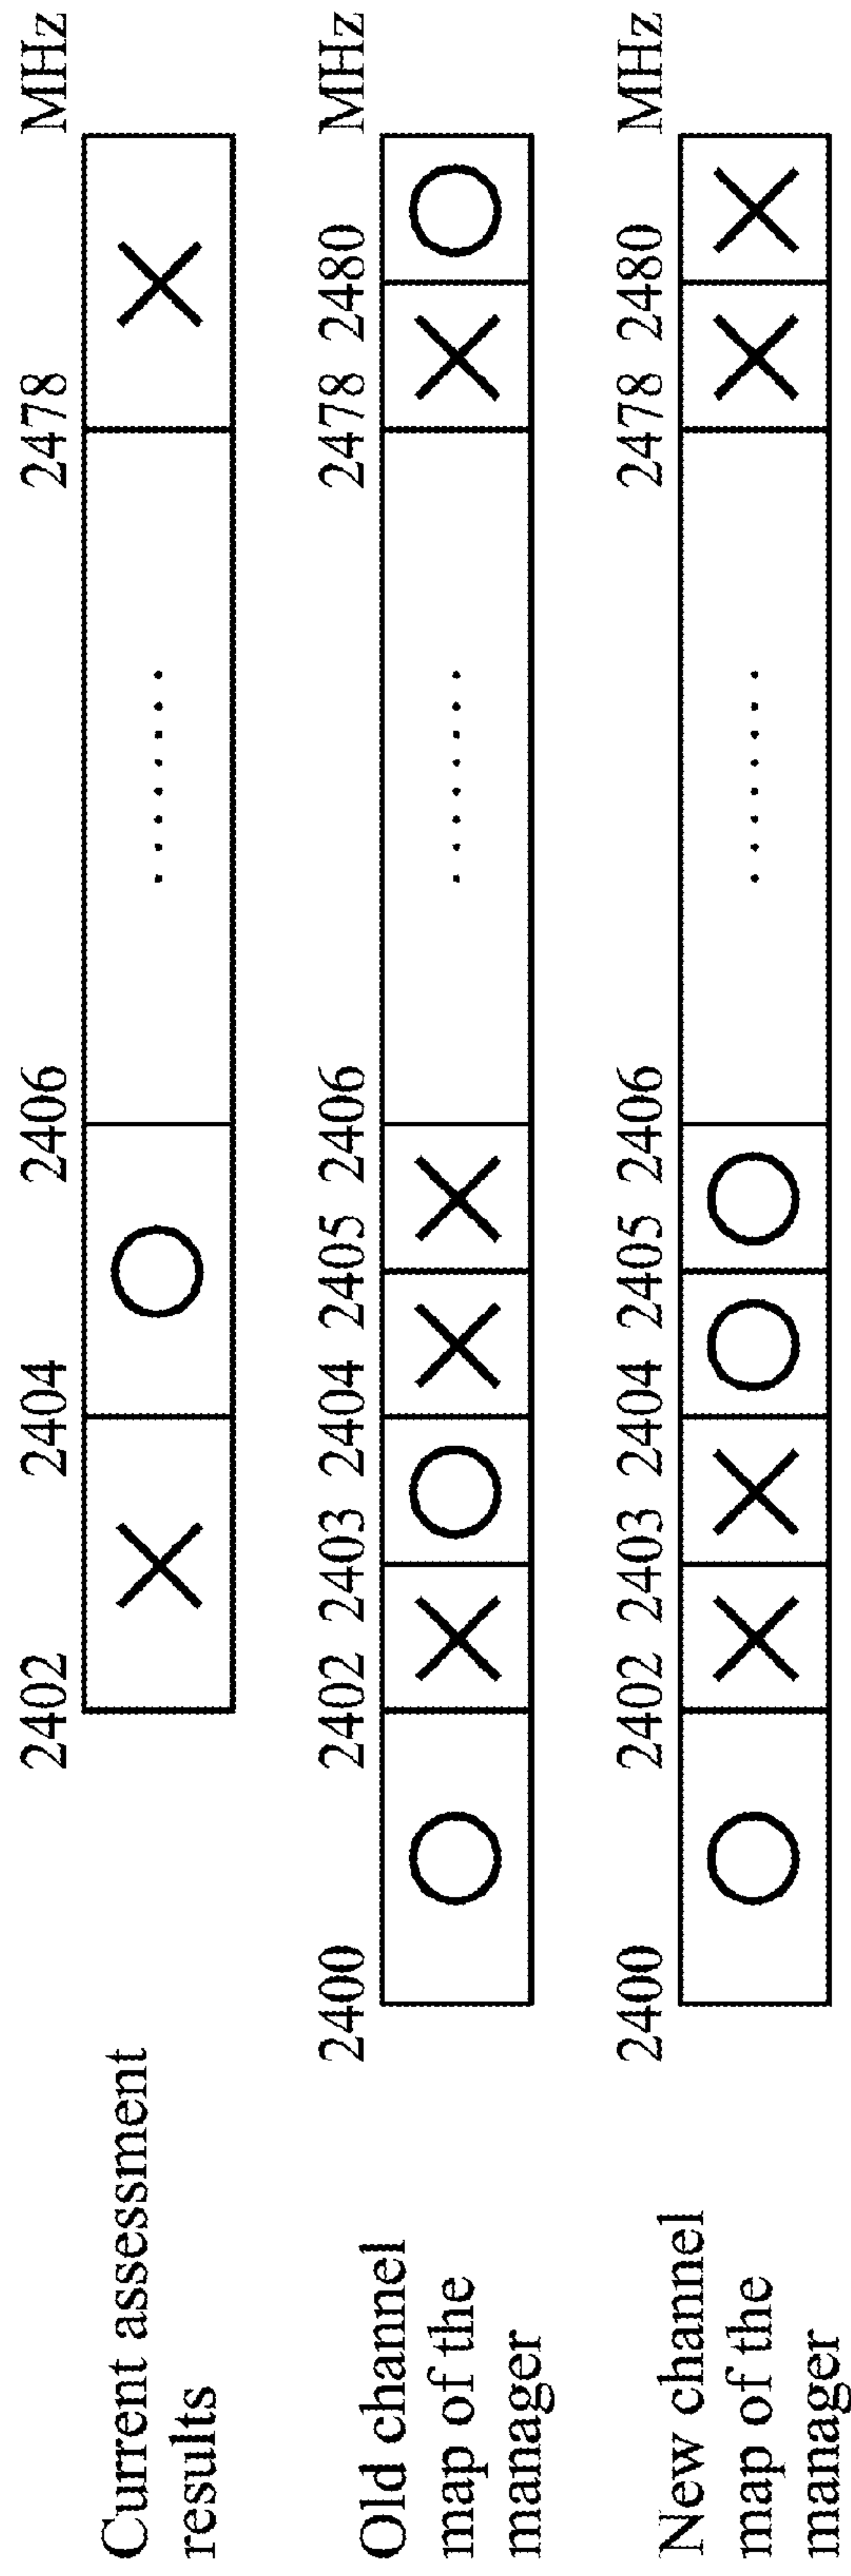 2402 2404 2406 2478 MHz
Current assessment
results
2400 2402 2403 2404 2405 2406 2478 2480 MHz
Old channel
map of the
manager
2400 2402 2403 2404 2405 2406 2478 2480 MHz
New channel
map of the
manager